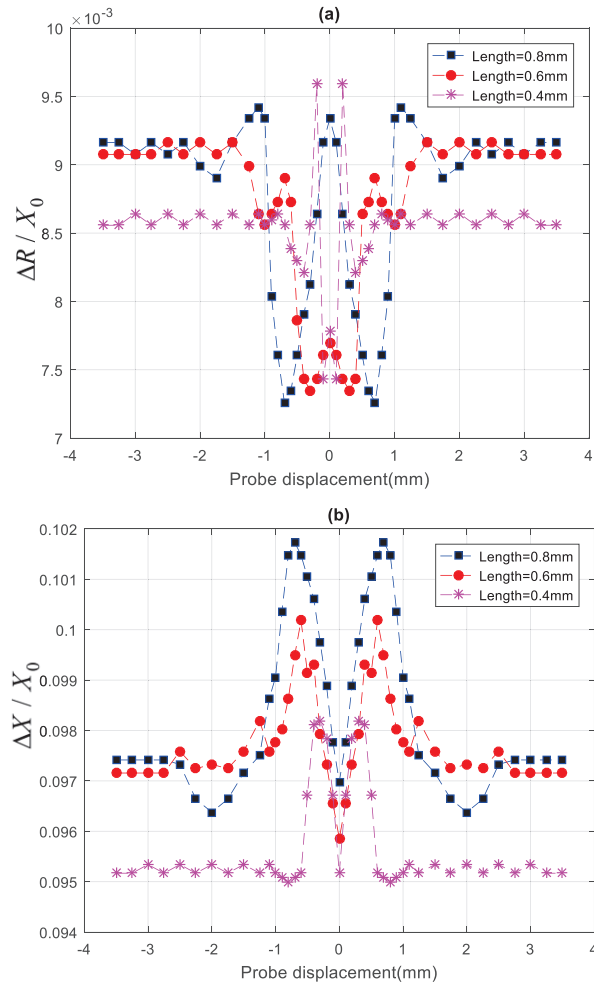 (a)
×10⁻³
10
9.5
9
8.5
8
7.5
7
ΔR / X₀
Length=0.8mm
Length=0.6mm
Length=0.4mm
-4 -3 -2 -1 0 1 2 3 4
Probe displacement(mm)
(b)
0.102
0.101
0.1
0.099
0.098
0.097
0.096
0.095
0.094
ΔX / X₀
Length=0.8mm
Length=0.6mm
Length=0.4mm
-4 -3 -2 -1 0 1 2 3 4
Probe displacement(mm)